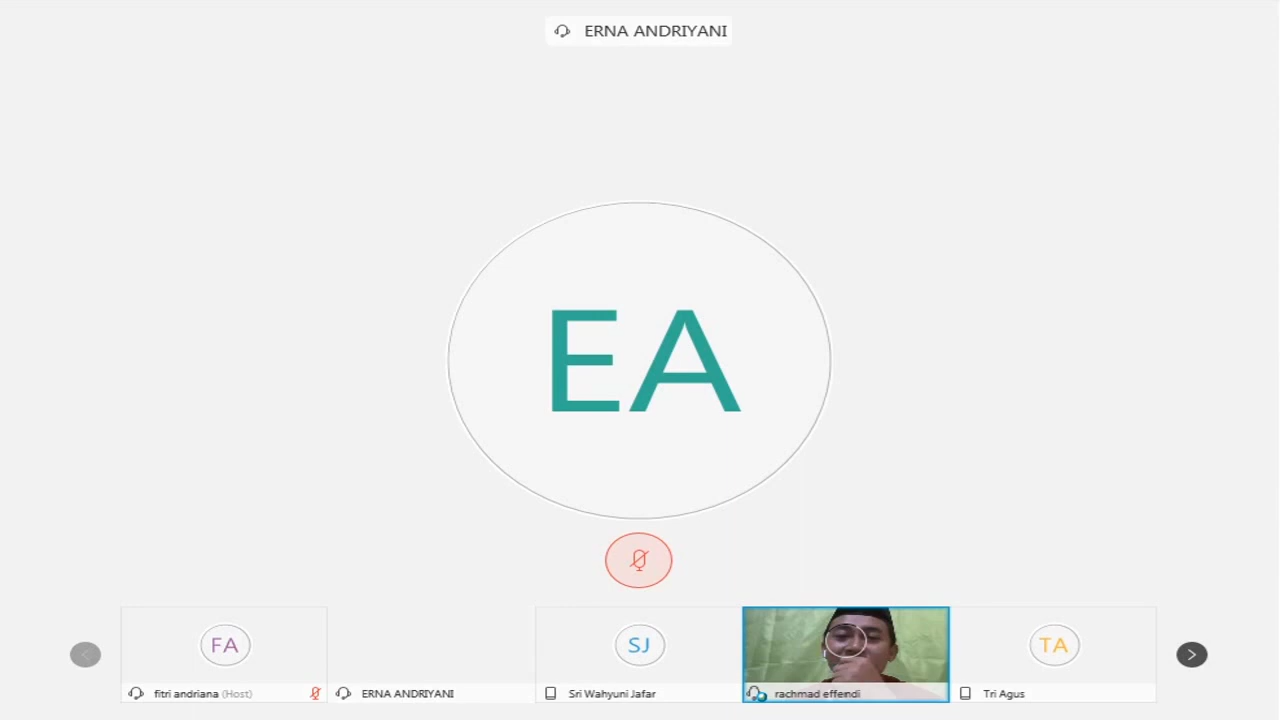 ERNA ANDRIYANI
EA
FA
SJ
TA
fitri andriana (Host)
ERNA ANDRIYANI
Sri Wahyuni Jafar
rachmad effendi
Tri Agus